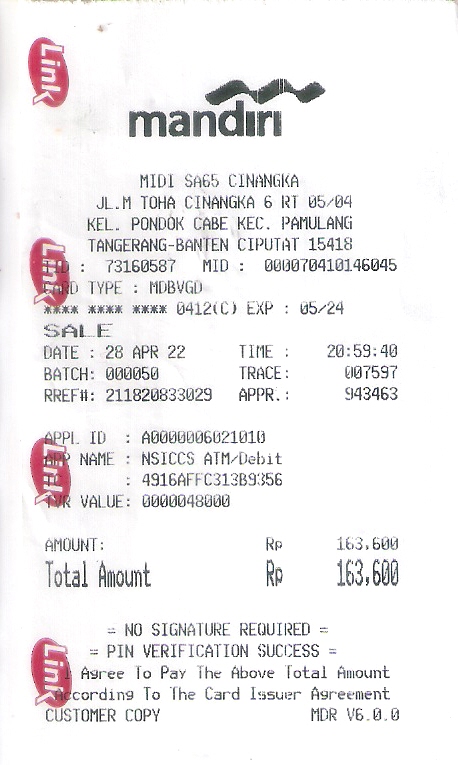 Link
mandiri
MIDI SA65 CINANGKA
JL.M TOHA CINANGKA 6 RT 05/04
KEL. PONDOK CABE KEC. PAMULANG
TANGERANG-BANTEN CIPUTAT 15418
Link
TID : 73160587 MID : 000070410146045
CARD TYPE : MDBVGD
**** **** **** 0412(C) EXP : 05/24
SALE
DATE : 28 APR 22 TIME : 20:59:40
BATCH: 000050 TRACE: 007597
RREF#: 211820833029 APPR.: 943463
Link
APPL ID : A0000006021010
APP NAME : NSICCS ATM/Debit
: 4916AFFC313B9356
TVR VALUE: 0000048000
AMOUNT: Rp 163,600
Total Amount Rp 163,600
= NO SIGNATURE REQUIRED =
= PIN VERIFICATION SUCCESS =
Link
I Agree To Pay The Above Total Amount
According To The Card Issuer Agreement
CUSTOMER COPY MDR V6.0.0